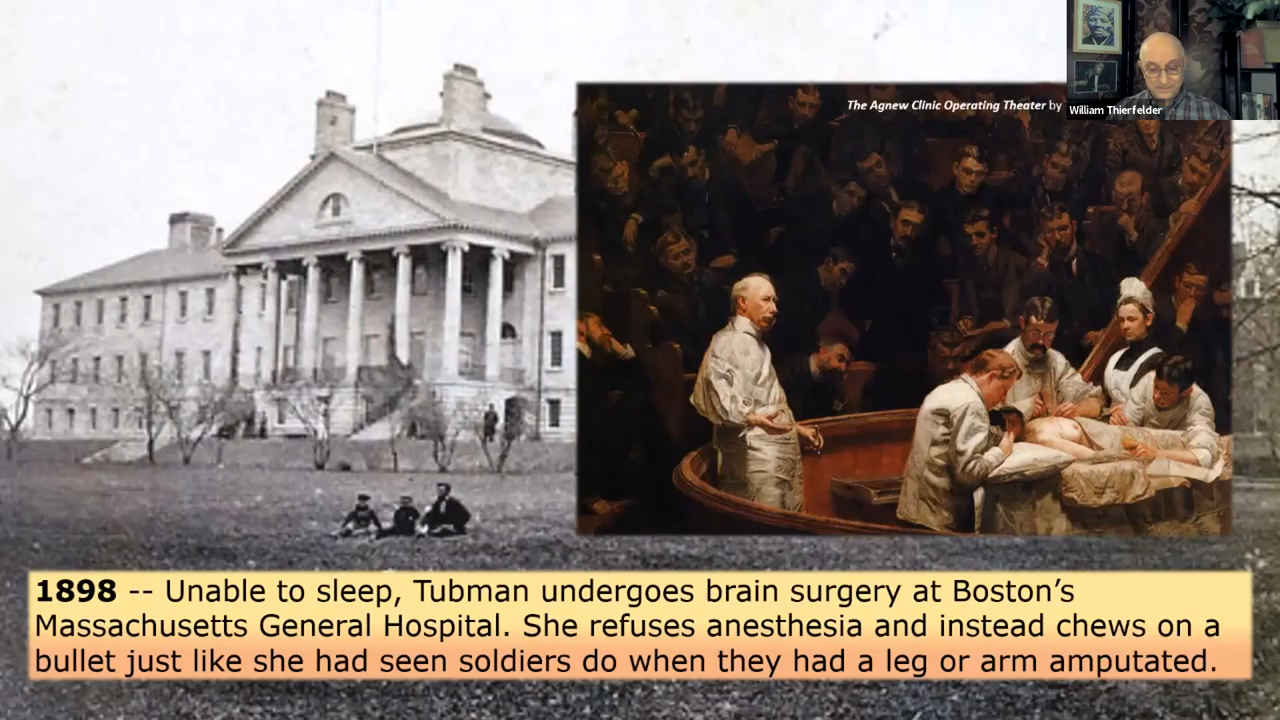 The Agnew Clinic Operating Theater by
William Thierfelder
1898 -- Unable to sleep, Tubman undergoes brain surgery at Boston’s
Massachusetts General Hospital. She refuses anesthesia and instead chews on a
bullet just like she had seen soldiers do when they had a leg or arm amputated.